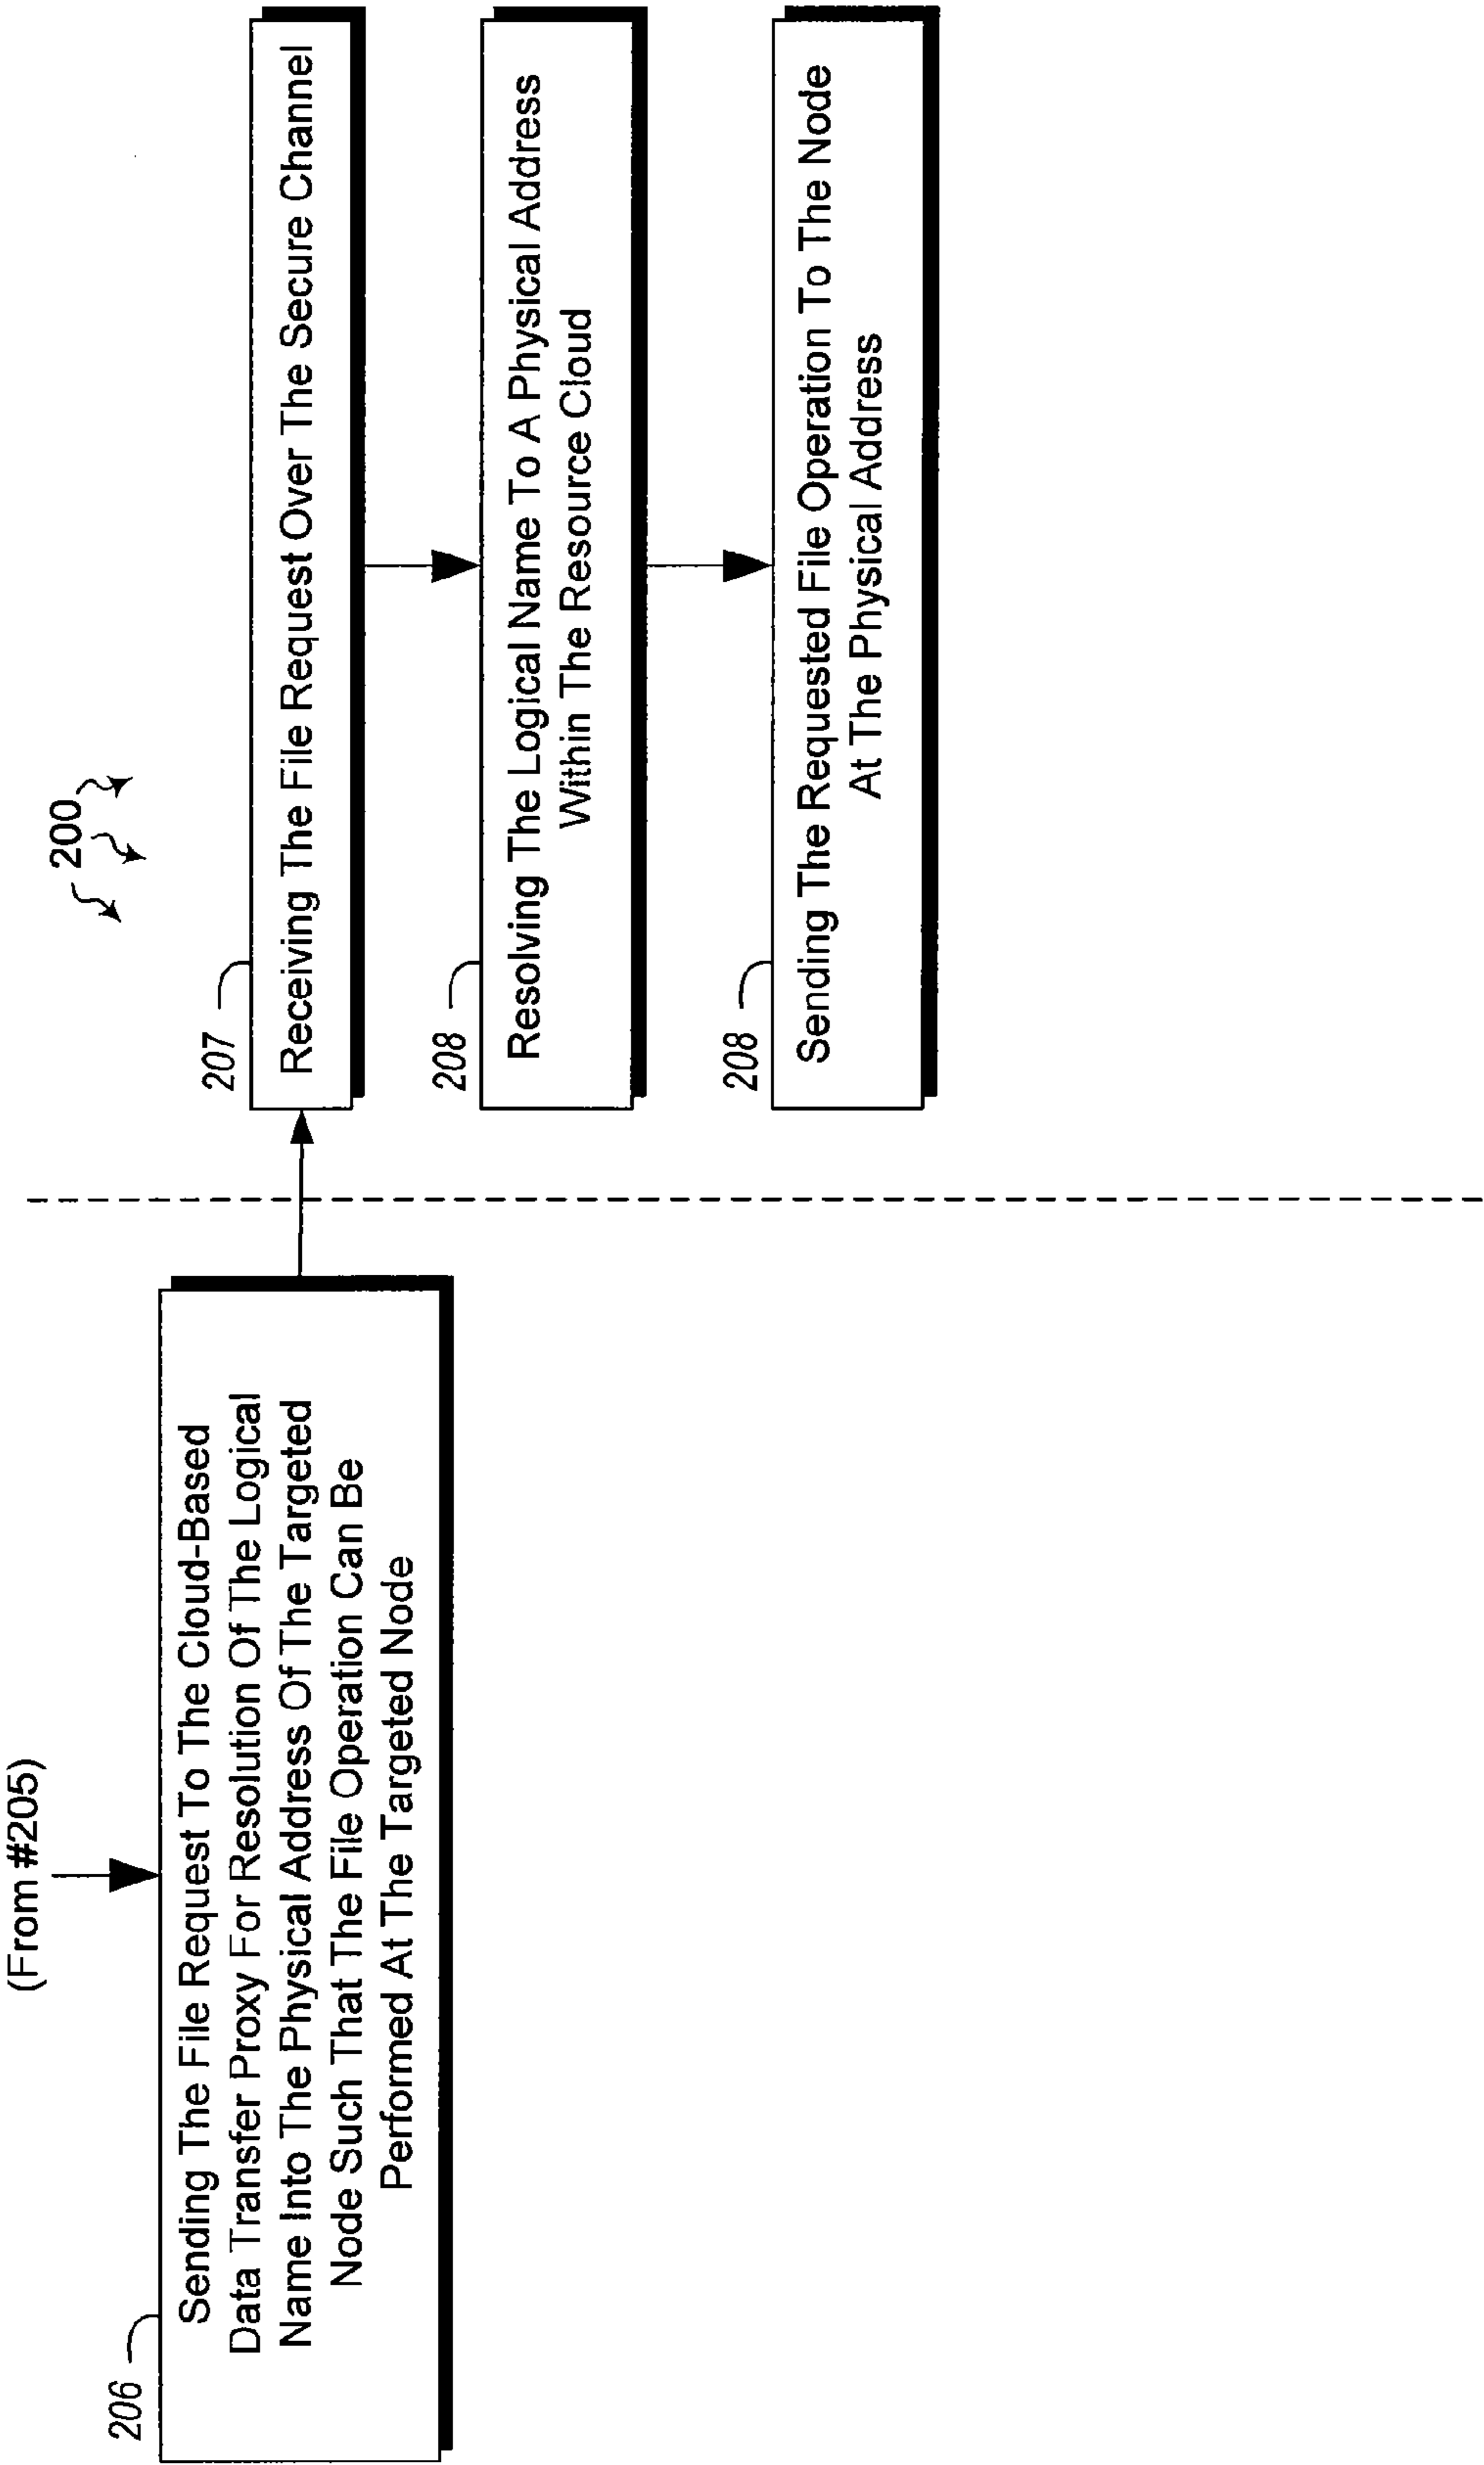 200
(From #205)
206
Sending The File Request To The Cloud-Based
Data Transfer Proxy For Resolution Of The Logical
Name Into The Physical Address Of The Targeted
Node Such That The File Operation Can Be
Performed At The Targeted Node
207
Receiving The File Request Over The Secure Channel
208
Resolving The Logical Name To A Physical Address
Within The Resource Cloud
208
Sending The Requested File Operation To The Node
At The Physical Address